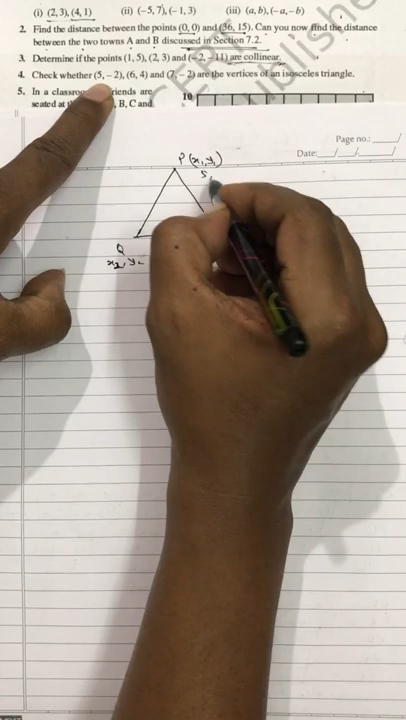 (i) (2, 3), (4, 1) (ii) (−5, 7), (−1, 3) (iii) (a, b), (−a, −b)
2. Find the distance between the points (0, 0) and (36, 15). Can you now find the distance
between the two towns A and B discussed in Section 7.2.
3. Determine if the points (1, 5), (2, 3) and (−2, −11) are collinear.
4. Check whether (5, −2), (6, 4) and (7, −2) are the vertices of an isosceles triangle.
5. In a classroom, friends are
seated at B, C and
10
Page no.:
Date:
P (x₁, y₁)
5
Q
x₂, y₂